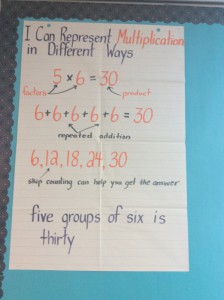 I Can Represent Multiplication
in Different Ways
5 x 6 = 30
factors product
6+6+6+6+6 = 30
repeated addition
6, 12, 18, 24, 30
skip counting can help you get the answer
five groups of six is
thirty